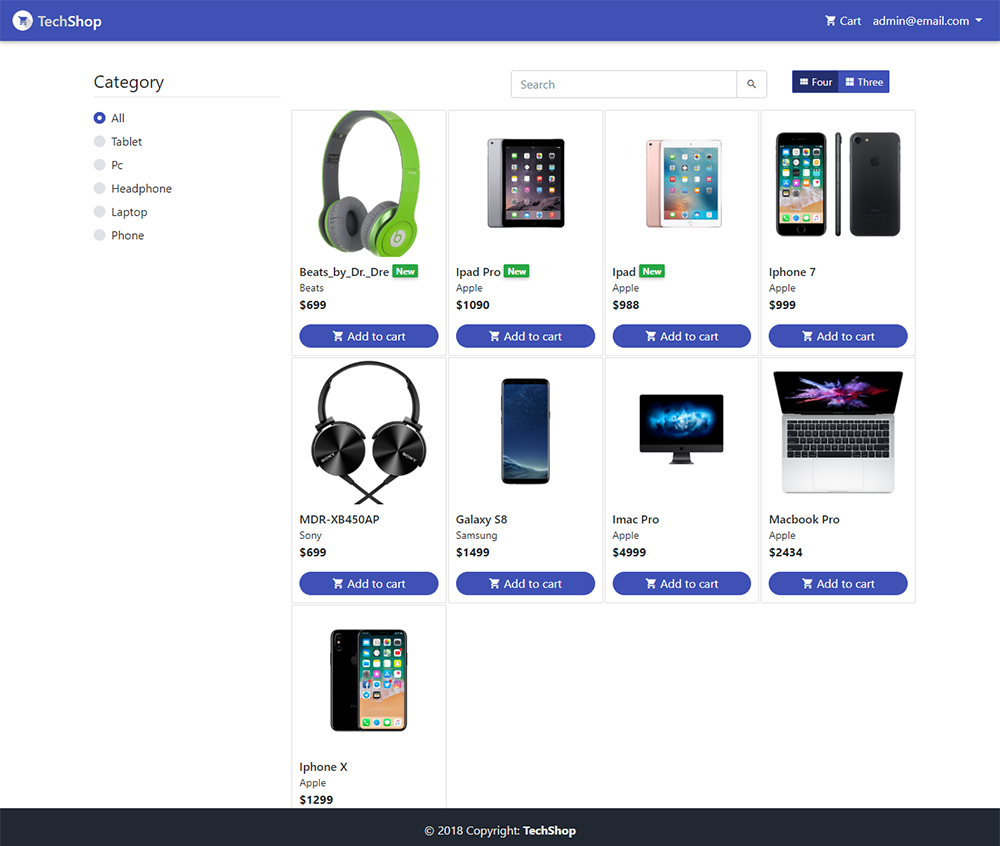 TechShop
Cart admin@email.com
Category
Search
Four Three
All
Tablet
Pc
Headphone
Laptop
Phone
Beats_by_Dr._Dre New
Beats
$699
Add to cart
Ipad Pro New
Apple
$1090
Add to cart
Ipad New
Apple
$988
Add to cart
Iphone 7
Apple
$999
Add to cart
SONY SONY
MDR-XB450AP
Sony
$699
Add to cart
Galaxy S8
Samsung
$1499
Add to cart
Imac Pro
Apple
$4999
Add to cart
Macbook Pro
Apple
$2434
Add to cart
Iphone X
Apple
$1299
© 2018 Copyright: TechShop